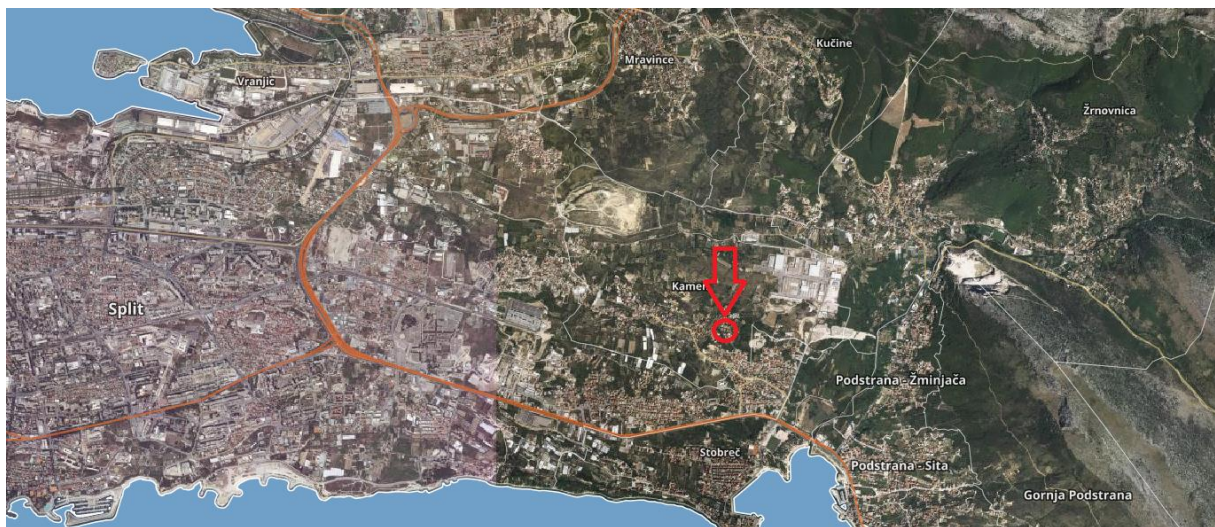 Kučine
Mravince
Vranjic
Žrnovnica
Kamen
Split
Podstrana - Žminjača
Stobreč
Podstrana - Sita
Gornja Podstrana